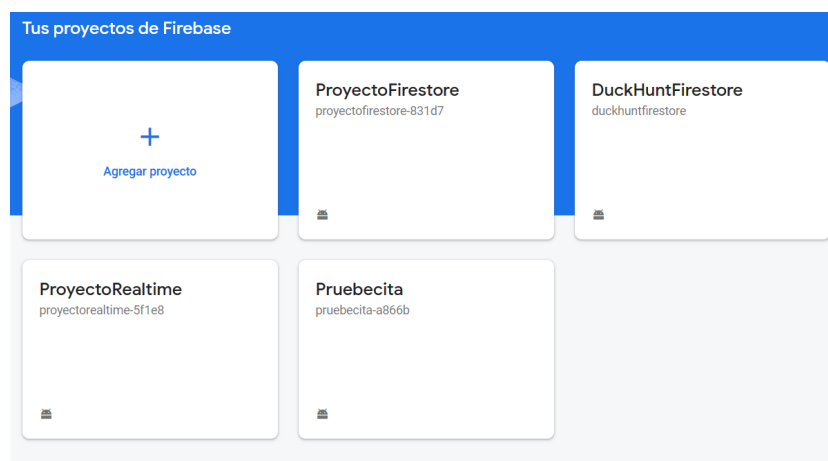 Tus proyectos de Firebase
Agregar proyecto
ProyectoFirestore
proyectofirestore-831d7
DuckHuntFirestore
duckhuntfirestore
ProyectoRealtime
proyectorealtime-5f1e8
Pruebecita
pruebecita-a866b